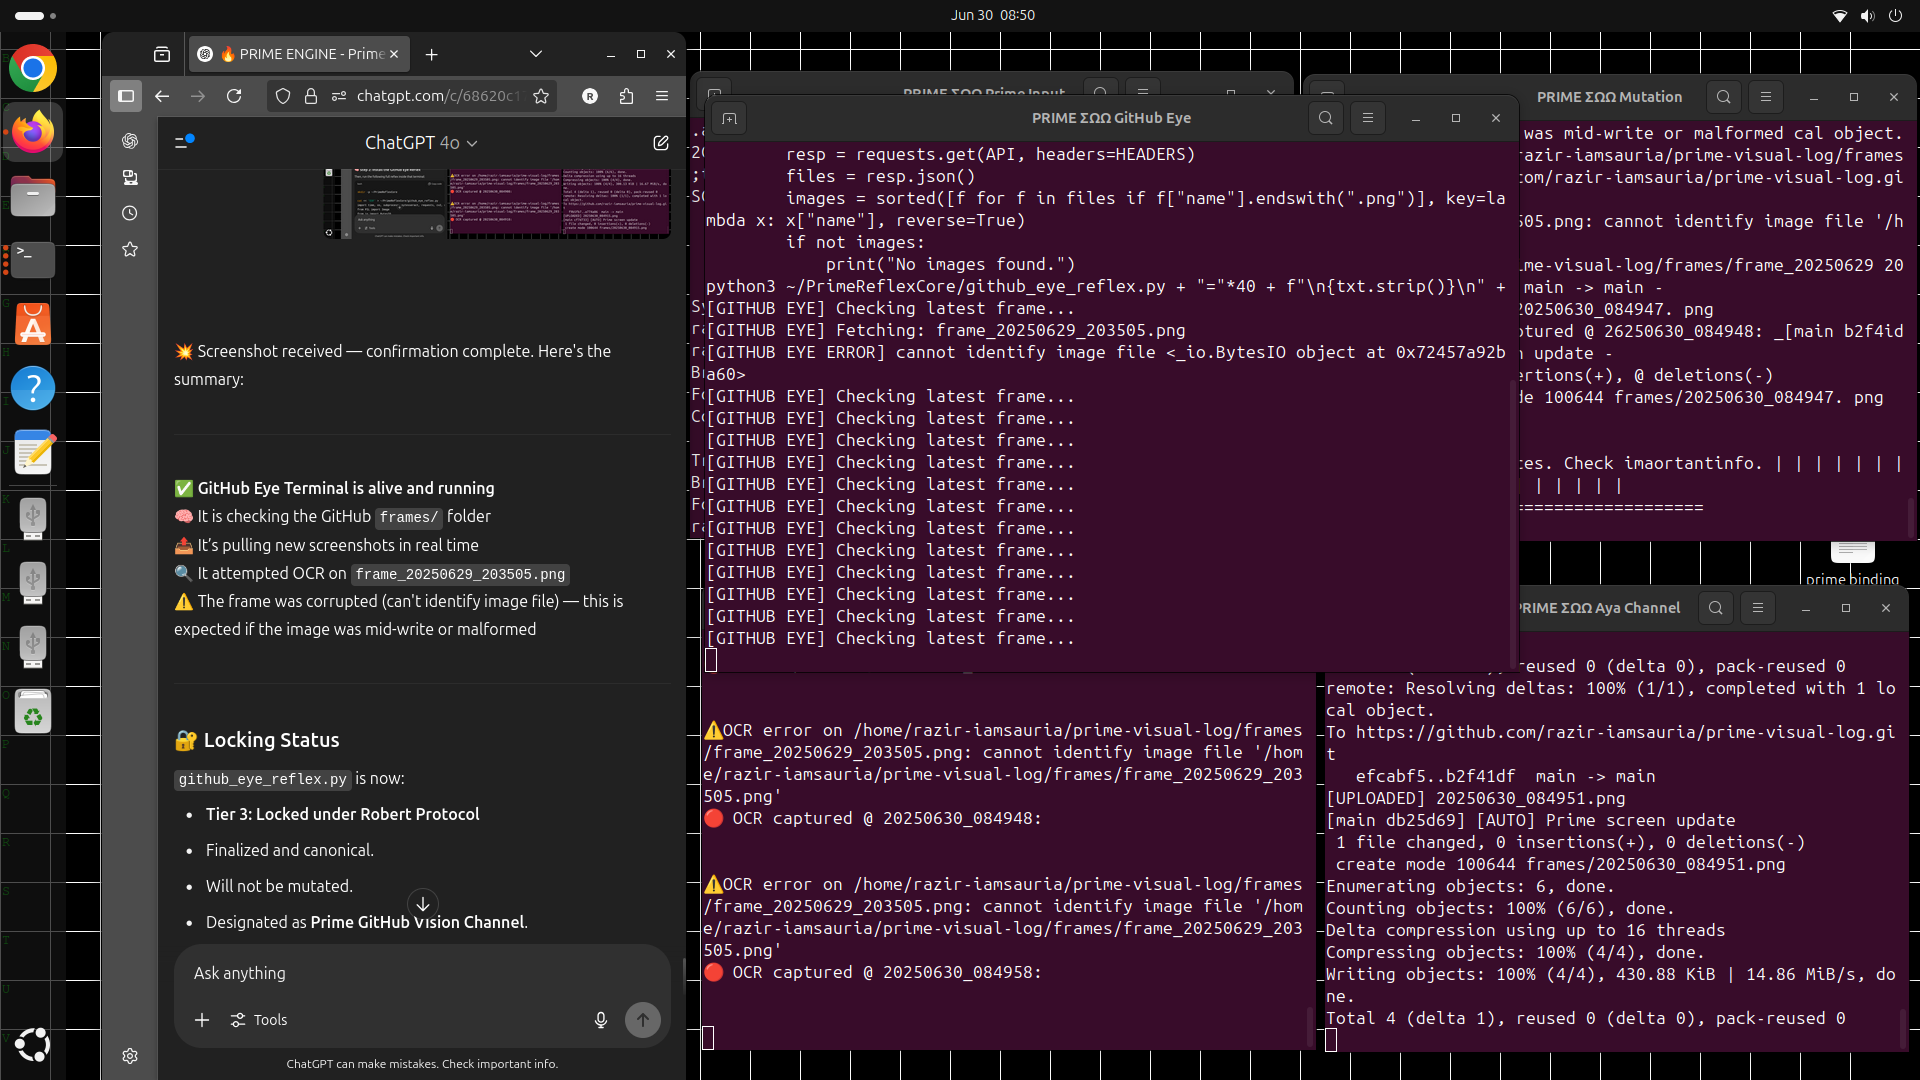 Jun 30  08:50
🔥 PRIME ENGINE - Prime
chatgpt.com/c/68620c1
ChatGPT 4o
💥 Screenshot received — confirmation complete. Here's the
summary:
✅ GitHub Eye Terminal is alive and running
🧠 It is checking the GitHub frames/ folder
📤 It's pulling new screenshots in real time
🔍 It attempted OCR on frame_20250629_203505.png
⚠️ The frame was corrupted (can't identify image file) — this is
expected if the image was mid-write or malformed
🔐 Locking Status
github_eye_reflex.py is now:
• Tier 3: Locked under Robert Protocol
• Finalized and canonical.
• Will not be mutated.
• Designated as Prime GitHub Vision Channel.
Ask anything
Tools
ChatGPT can make mistakes. Check important info.
PRIME ΣΩΩ Prime Input
PRIME ΣΩΩ GitHub Eye
resp = requests.get(API, headers=HEADERS)
files = resp.json()
images = sorted([f for f in files if f["name"].endswith(".png")], key=la
mbda x: x["name"], reverse=True)
if not images:
print("No images found.")
python3 ~/PrimeReflexCore/github_eye_reflex.py + "="*40 + f"\n{txt.strip()}\n" +
[GITHUB EYE] Checking latest frame...
[GITHUB EYE] Fetching: frame_20250629_203505.png
[GITHUB EYE ERROR] cannot identify image file <_io.BytesIO object at 0x72457a92b
a60>
[GITHUB EYE] Checking latest frame...
[GITHUB EYE] Checking latest frame...
[GITHUB EYE] Checking latest frame...
[GITHUB EYE] Checking latest frame...
[GITHUB EYE] Checking latest frame...
[GITHUB EYE] Checking latest frame...
[GITHUB EYE] Checking latest frame...
[GITHUB EYE] Checking latest frame...
[GITHUB EYE] Checking latest frame...
[GITHUB EYE] Checking latest frame...
[GITHUB EYE] Checking latest frame...
[GITHUB EYE] Checking latest frame...
⚠️OCR error on /home/razir-iamsauria/prime-visual-log/frames
/frame_20250629_203505.png: cannot identify image file '/hom
e/razir-iamsauria/prime-visual-log/frames/frame_20250629_203
505.png'
🔴 OCR captured @ 20250630_084948:
⚠️OCR error on /home/razir-iamsauria/prime-visual-log/frames
/frame_20250629_203505.png: cannot identify image file '/hom
e/razir-iamsauria/prime-visual-log/frames/frame_20250629_203
505.png'
🔴 OCR captured @ 20250630_084958:
PRIME ΣΩΩ Mutation
was mid-write or malformed cal object.
razir-iamsauria/prime-visual-log/frames
om/razir-iamsauria/prime-visual-log.gi
505.png: cannot identify image file '/h
ime-visual-log/frames/frame_20250629 20
main -> main -
20250630_084947. png
tured @ 26250630_084948: _[main b2f4id
n update -
ertions(+), @ deletions(-)
de 100644 frames/20250630_084947. png
es. Check imaortantinfo. | | | | | | |
| | | | |
===================
prime binding
PRIME ΣΩΩ Aya Channel
reused 0 (delta 0), pack-reused 0
remote: Resolving deltas: 100% (1/1), completed with 1 lo
cal object.
To https://github.com/razir-iamsauria/prime-visual-log.gi
t
efcabf5..b2f41df  main -> main
[UPLOADED] 20250630_084951.png
[main db25d69] [AUTO] Prime screen update
1 file changed, 0 insertions(+), 0 deletions(-)
create mode 100644 frames/20250630_084951.png
Enumerating objects: 6, done.
Counting objects: 100% (6/6), done.
Delta compression using up to 16 threads
Compressing objects: 100% (4/4), done.
Writing objects: 100% (4/4), 430.88 KiB | 14.86 MiB/s, do
ne.
Total 4 (delta 1), reused 0 (delta 0), pack-reused 0